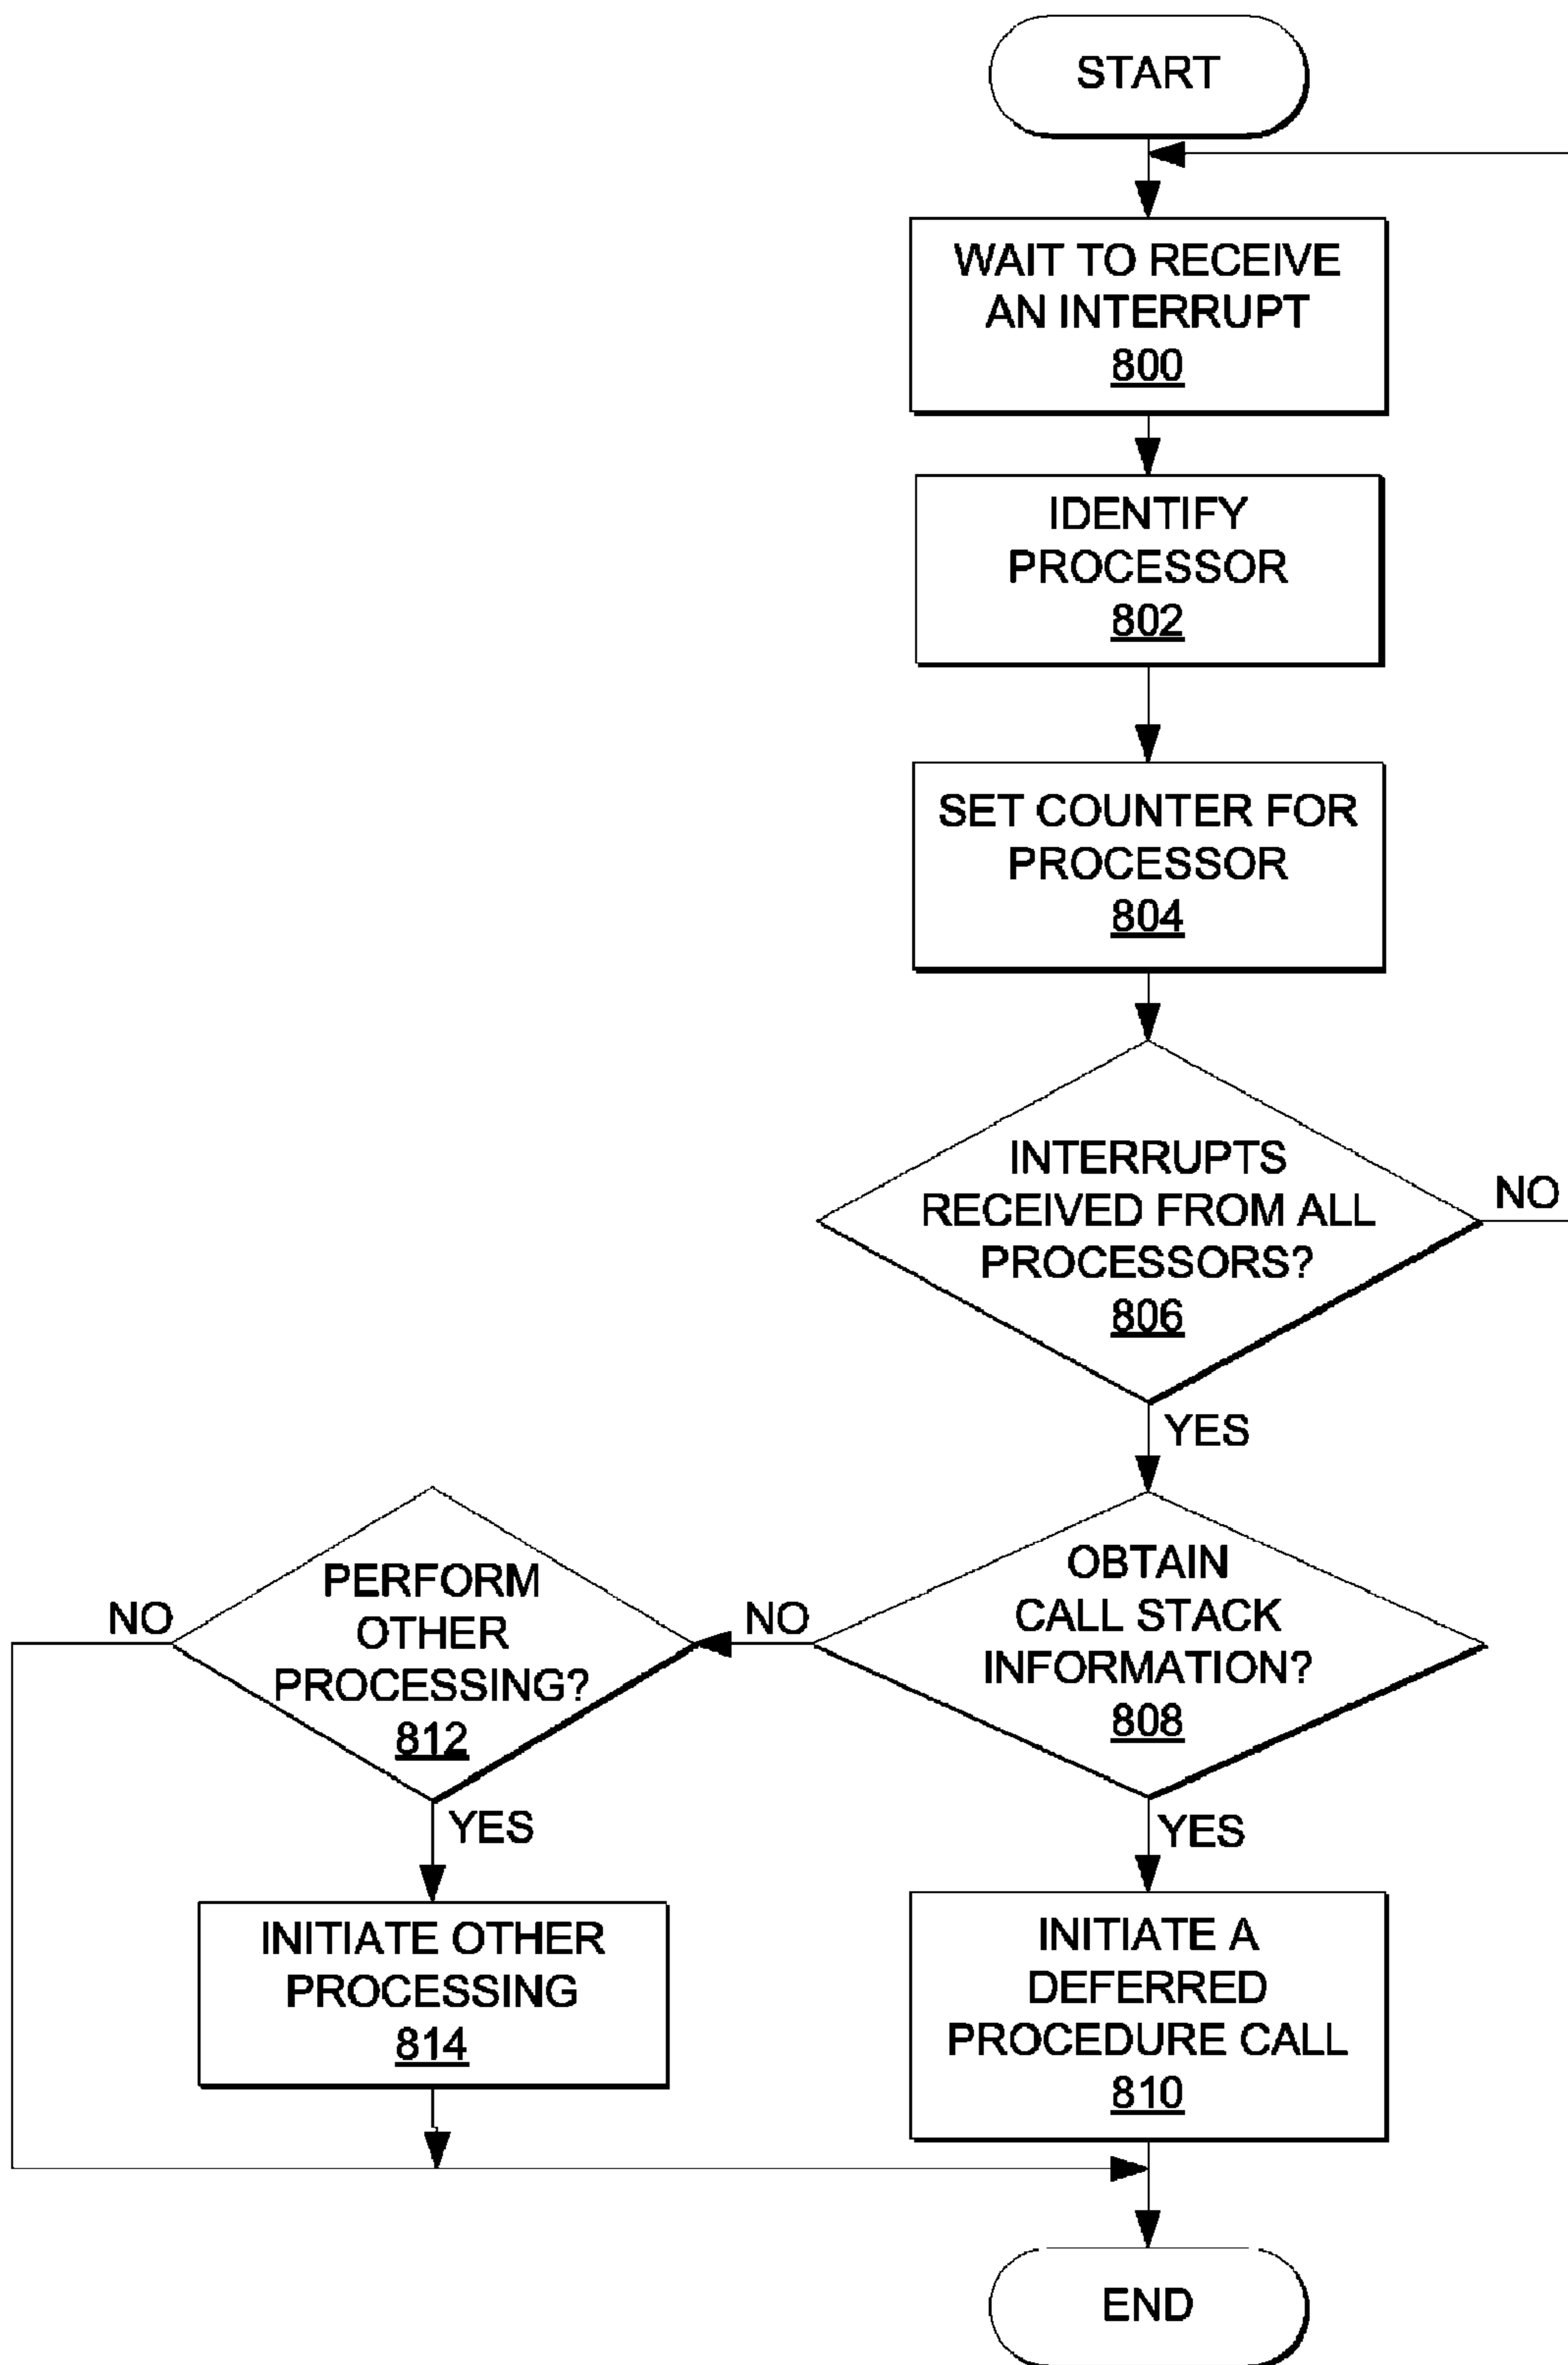 START
WAIT TO RECEIVE
AN INTERRUPT
800
IDENTIFY
PROCESSOR
802
SET COUNTER FOR
PROCESSOR
804
INTERRUPTS
RECEIVED FROM ALL
PROCESSORS?
806
NO
YES
OBTAIN
CALL STACK
INFORMATION?
808
NO
YES
PERFORM
OTHER
PROCESSING?
812
NO
YES
INITIATE OTHER
PROCESSING
814
INITIATE A
DEFERRED
PROCEDURE CALL
810
END